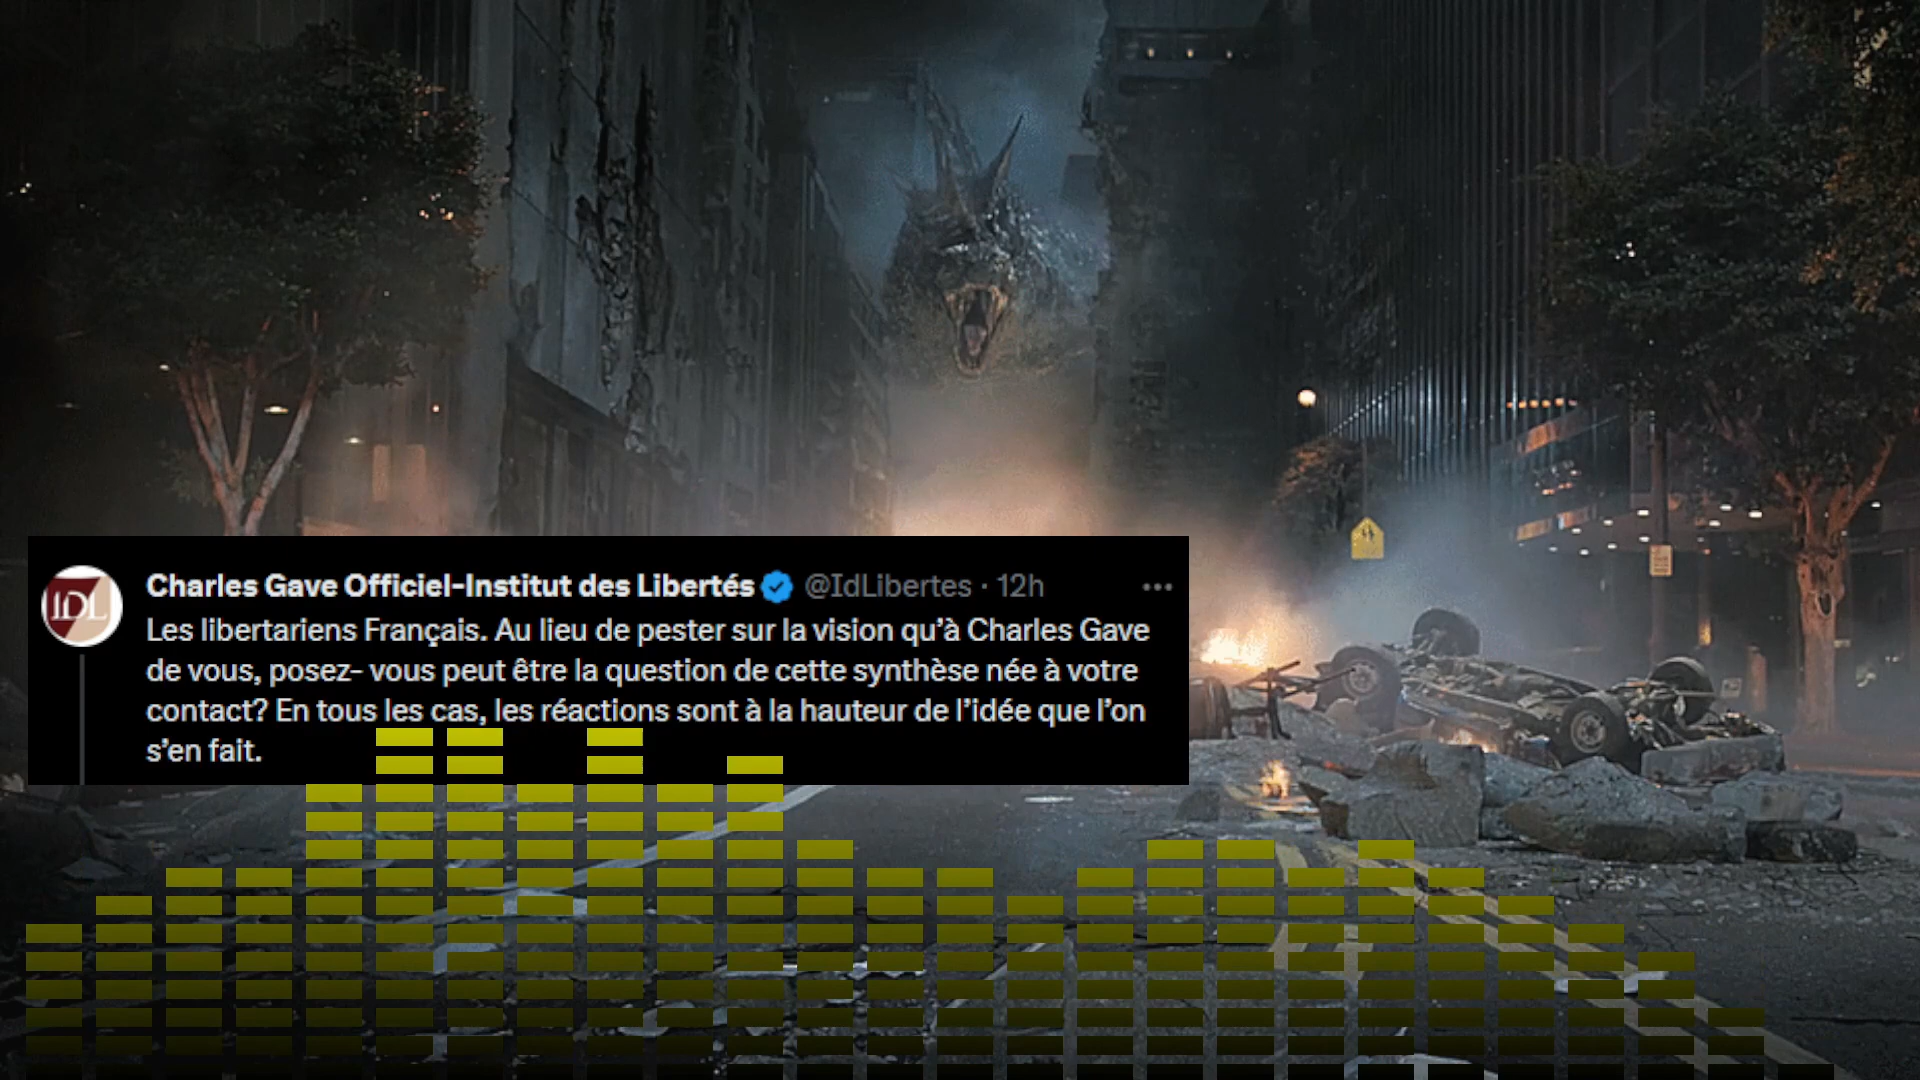 IDL
Charles Gave Officiel-Institut des Libertés @IdLibertes · 12h
Les libertariens Français. Au lieu de pester sur la vision qu’à Charles Gave
de vous, posez- vous peut être la question de cette synthèse née à votre
contact? En tous les cas, les réactions sont à la hauteur de l’idée que l’on
s’en fait.